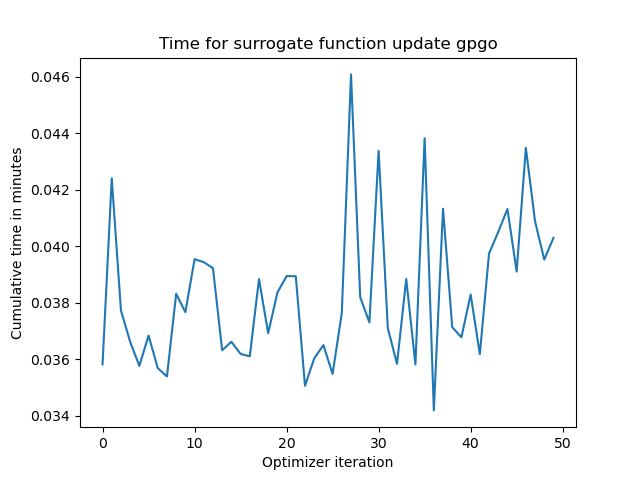 Time for surrogate function update gpgo
Cumulative time in minutes
0.046
0.044
0.042
0.040
0.038
0.036
0.034
0 10 20 30 40 50
Optimizer iteration